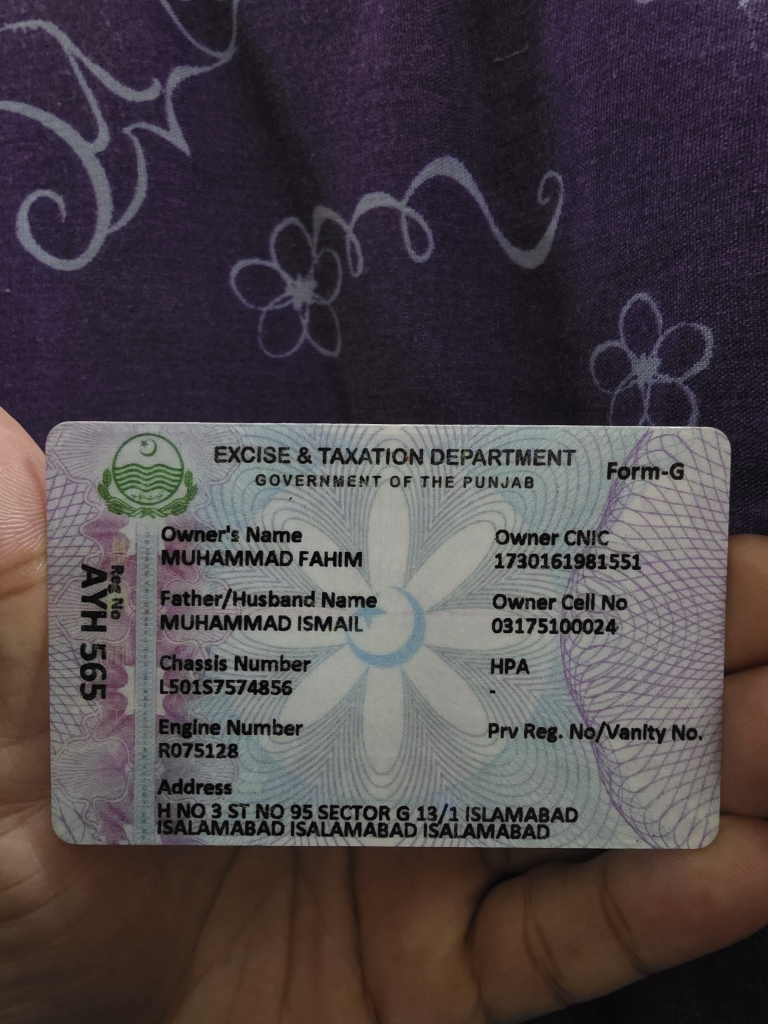 EXCISE & TAXATION DEPARTMENT
GOVERNMENT OF THE PUNJAB
Form-G
Reg No
AYH 565
Owner's Name
MUHAMMAD FAHIM
Owner CNIC
1730161981551
Father/Husband Name
MUHAMMAD ISMAIL
Owner Cell No
03175100024
Chassis Number
L501S7574856
HPA
-
Engine Number
R075128
Prv Reg. No/Vanity No.
Address
H NO 3 ST NO 95 SECTOR G 13/1 ISLAMABAD
ISALAMABAD ISALAMABAD ISALAMABAD